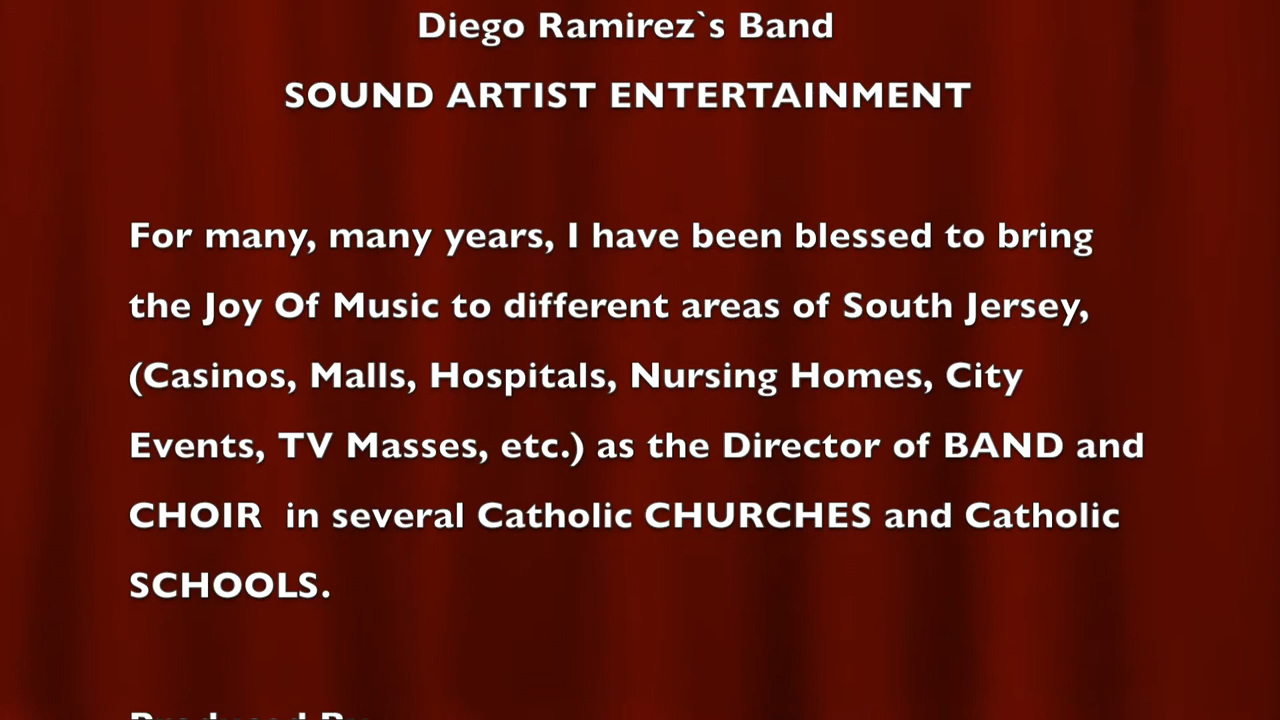 Diego Ramirez`s Band
SOUND ARTIST ENTERTAINMENT
For many, many years, I have been blessed to bring
the Joy Of Music to different areas of South Jersey,
(Casinos, Malls, Hospitals, Nursing Homes, City
Events, TV Masses, etc.) as the Director of BAND and
CHOIR  in several Catholic CHURCHES and Catholic
SCHOOLS.
Produced By